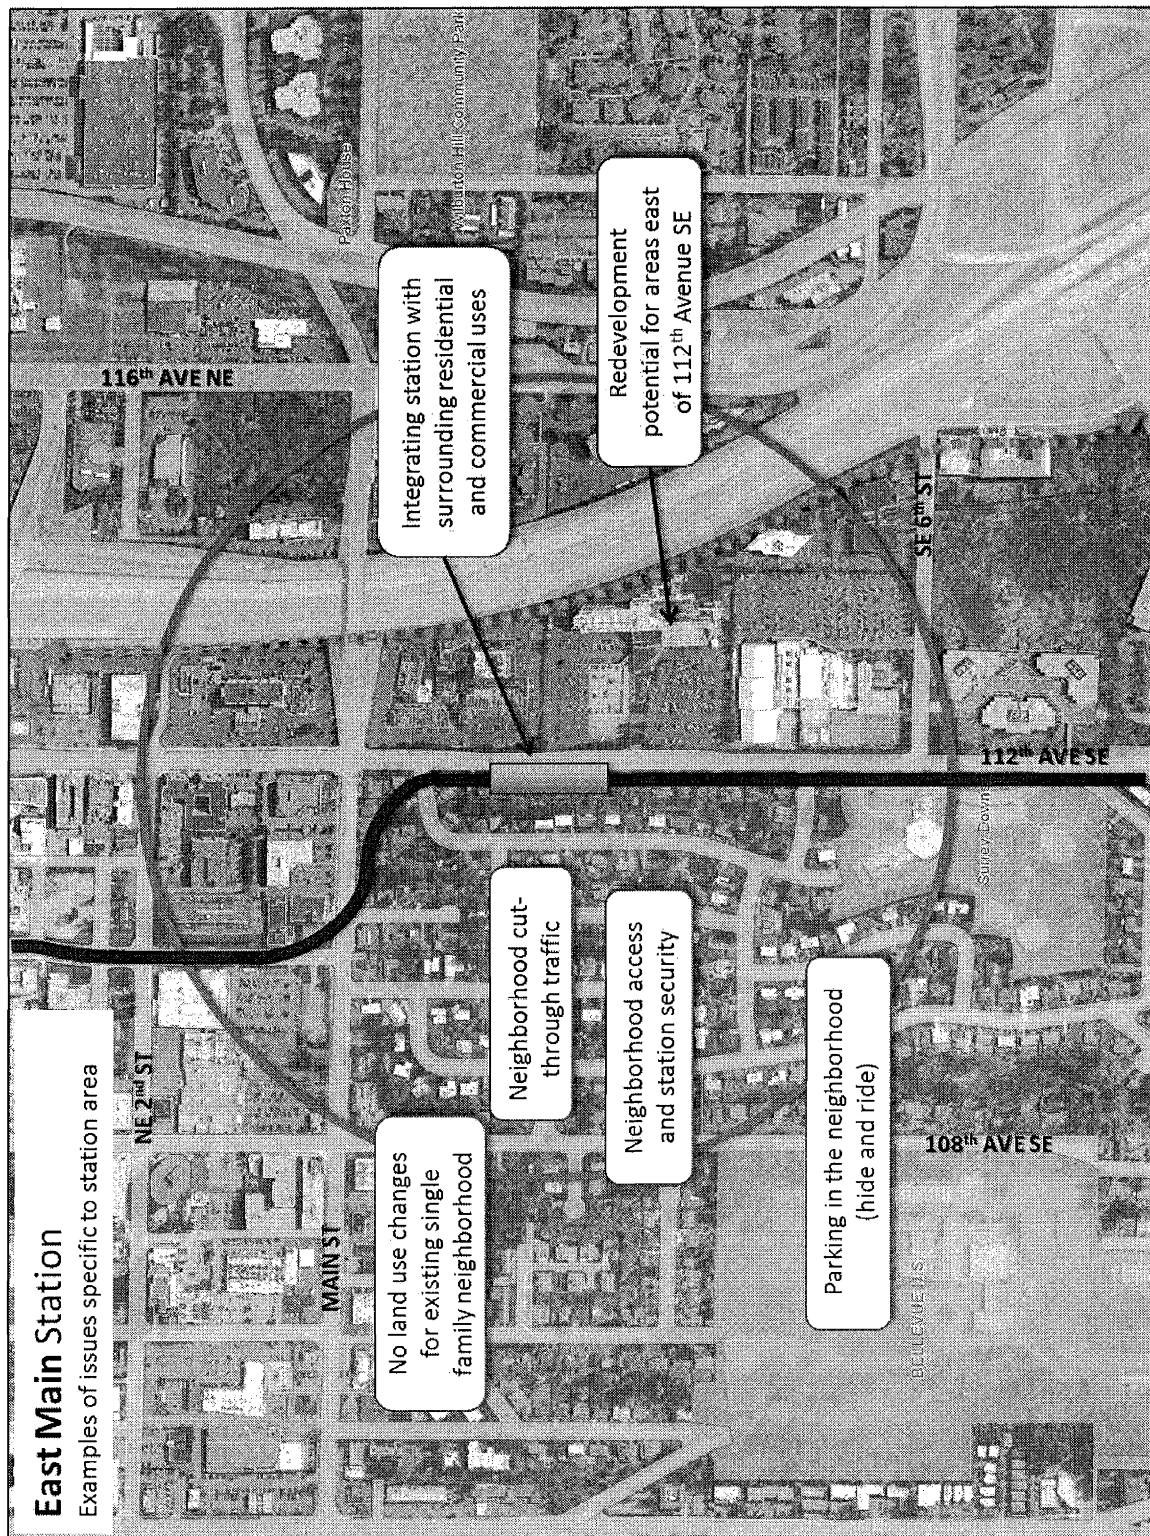 East Main Station
Examples of issues specific to station area
NE 2nd ST
MAIN ST
116th AVE NE
Paxton House
Wilburton Hill Community Park
Integrating station with
surrounding residential
and commercial uses
Redevelopment
potential for areas east
of 112th Avenue SE
No land use changes
for existing single
family neighborhood
Neighborhood cut-
through traffic
Neighborhood access
and station security
Parking in the neighborhood
(hide and ride)
SE 6th ST
112th AVE SE
108th AVE SE
Surrey Downs
BELLEVUE